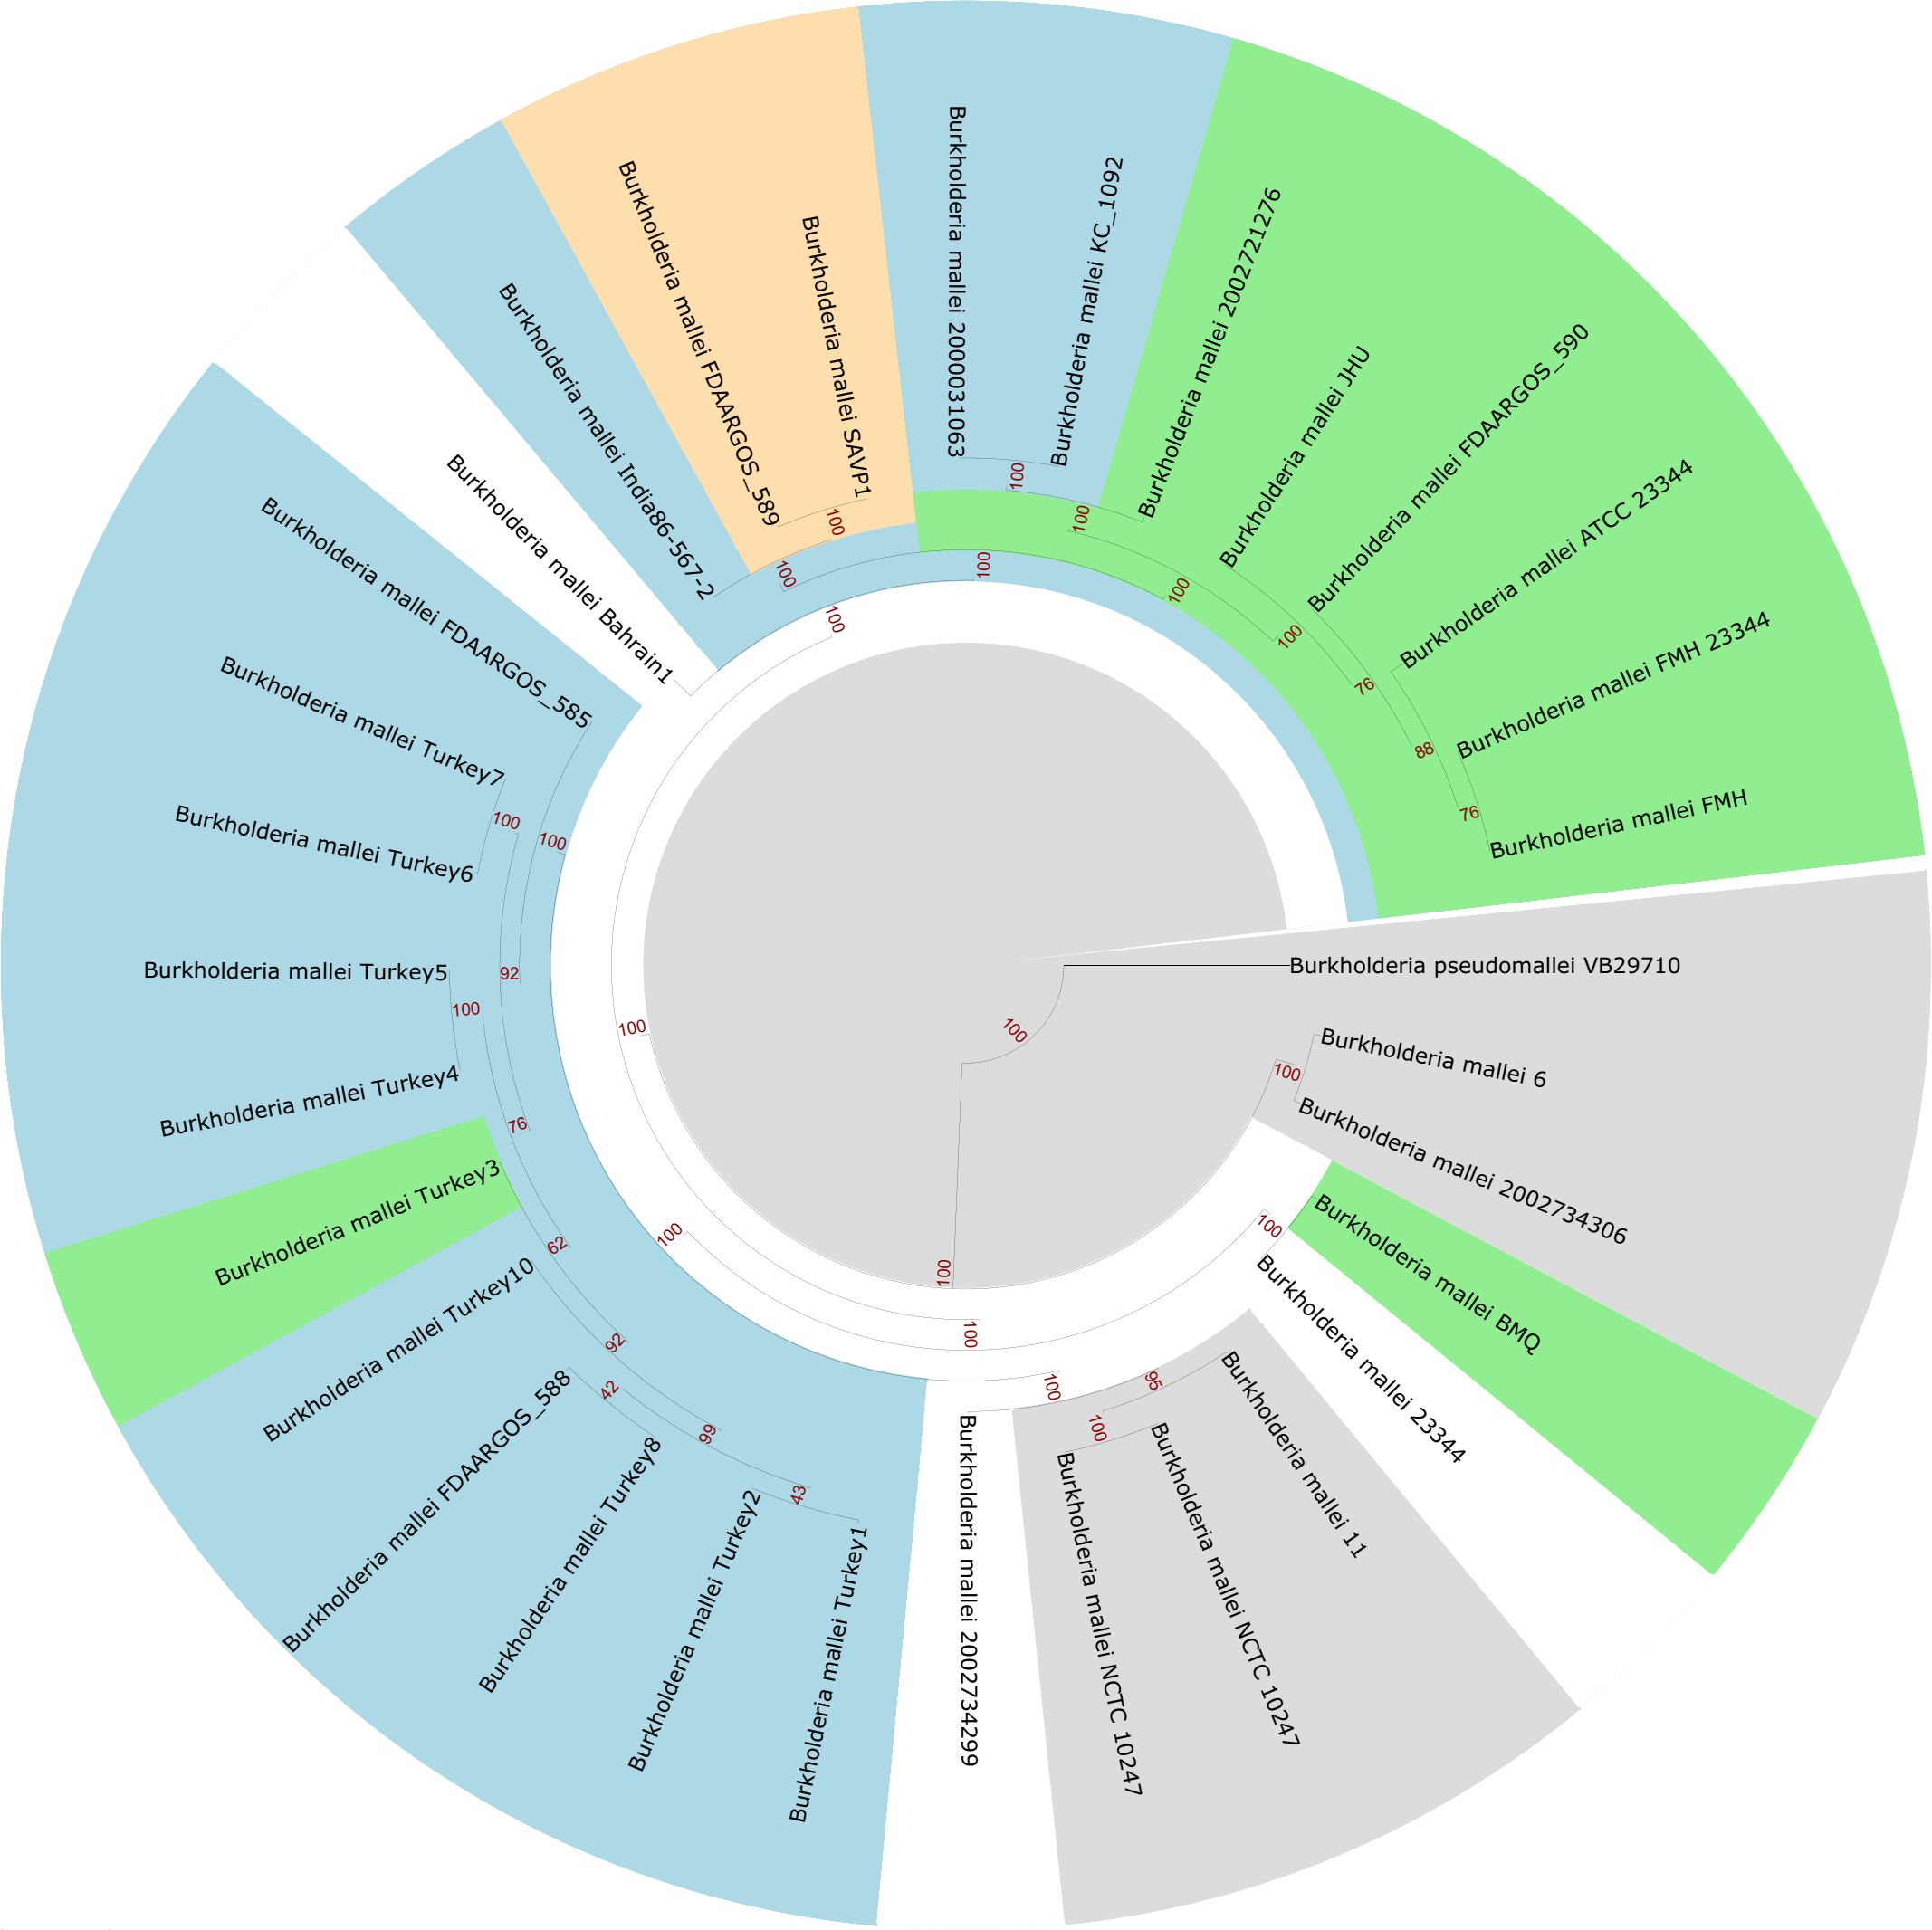 Burkholderia mallei 2000031063
Burkholderia mallei KC_1092
Burkholderia mallei 2002721276
Burkholderia mallei JHU
Burkholderia mallei FDAARGOS_590
Burkholderia mallei ATCC 23344
Burkholderia mallei FMH 23344
Burkholderia mallei FMH
Burkholderia pseudomallei VB29710
Burkholderia mallei 6
Burkholderia mallei 2002734306
Burkholderia mallei BMQ
Burkholderia mallei 23344
Burkholderia mallei 11
Burkholderia mallei NCTC 10247
Burkholderia mallei NCTC 10247
Burkholderia mallei 2002734299
Burkholderia mallei Turkey1
Burkholderia mallei Turkey2
Burkholderia mallei Turkey8
Burkholderia mallei FDAARGOS_588
Burkholderia mallei Turkey10
Burkholderia mallei Turkey3
Burkholderia mallei Turkey4
Burkholderia mallei Turkey5
Burkholderia mallei Turkey6
Burkholderia mallei Turkey7
Burkholderia mallei FDAARGOS_585
Burkholderia mallei Bahrain1
Burkholderia mallei India86-567-2
Burkholderia mallei FDAARGOS_589
Burkholderia mallei SAVP1
100
100
100
100
100
76
88
76
100
100
100
100
95
100
100
100
100
100
43
99
42
92
62
76
100
92
100
100
100
100
100